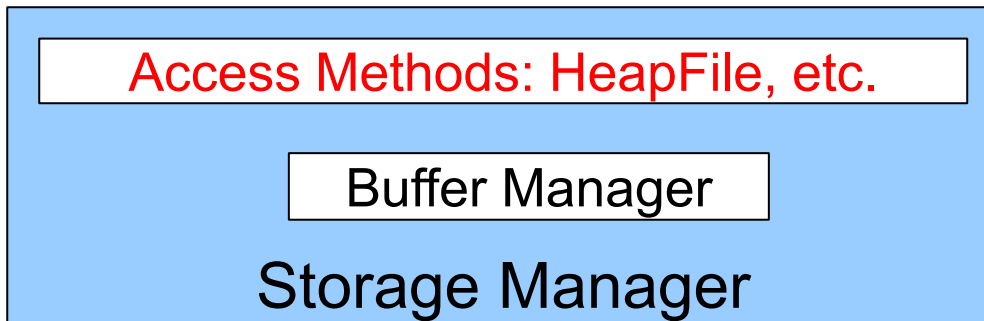 Access Methods: HeapFile, etc.
Buffer Manager
Storage Manager